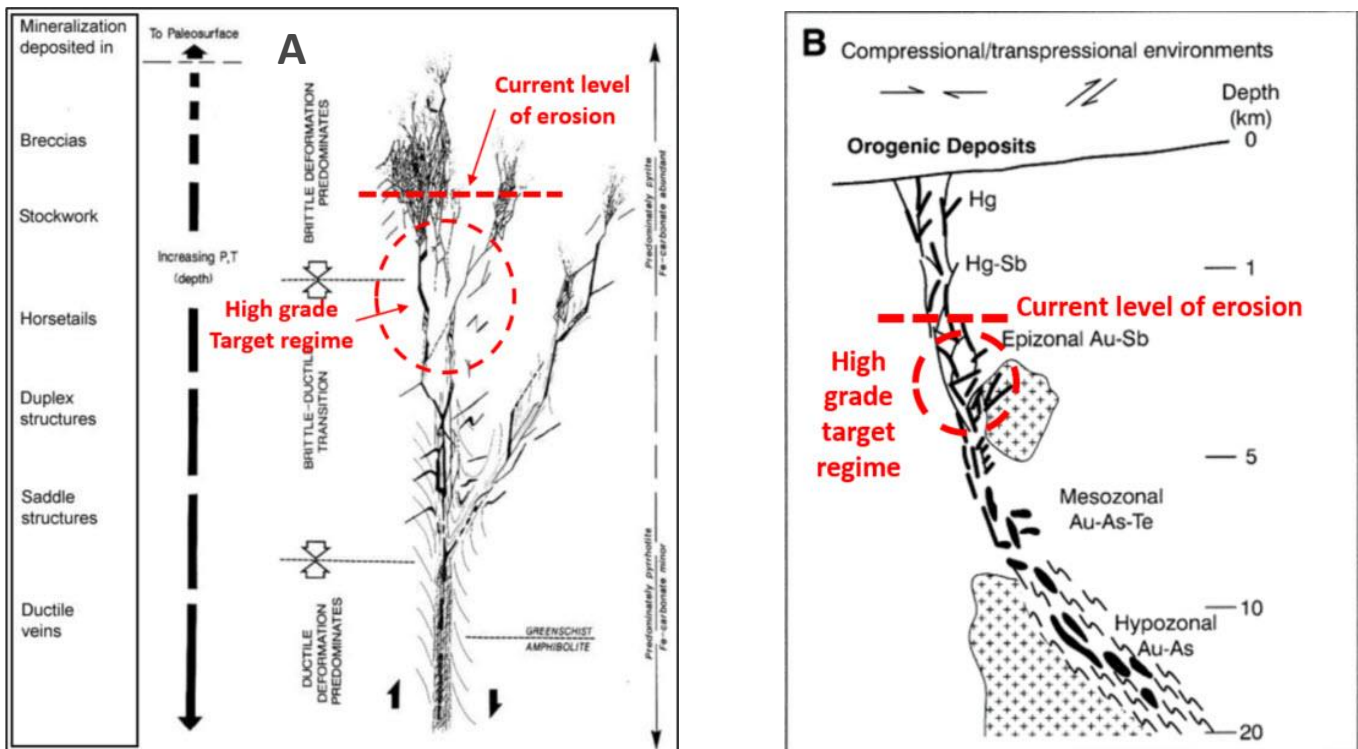 Mineralization
deposited in
Breccias
Stockwork
Horsetails
Duplex
structures
Saddle
structures
Ductile
veins
To Paleosurface
Increasing P,T
(depth)
A
BRITTLE DEFORMATION
PREDOMINATES
BRITTLE-DUCTILE
TRANSITION
DUCTILE
DEFORMATION
PREDOMINATES
Current level
of erosion
High grade
Target regime
GREENSCHIST
AMPHIBOLITE
Predominately pyrite
Fe-carbonate abundant
Predominately pyrrhotite
Fe-carbonate minor
B
Compressional/transpressional environments
Depth
(km)
0
Orogenic Deposits
Hg
Hg-Sb
1
Current level of erosion
Epizonal Au-Sb
High
grade
target
regime
5
Mesozonal
Au-As-Te
10
Hypozonal
Au-As
20